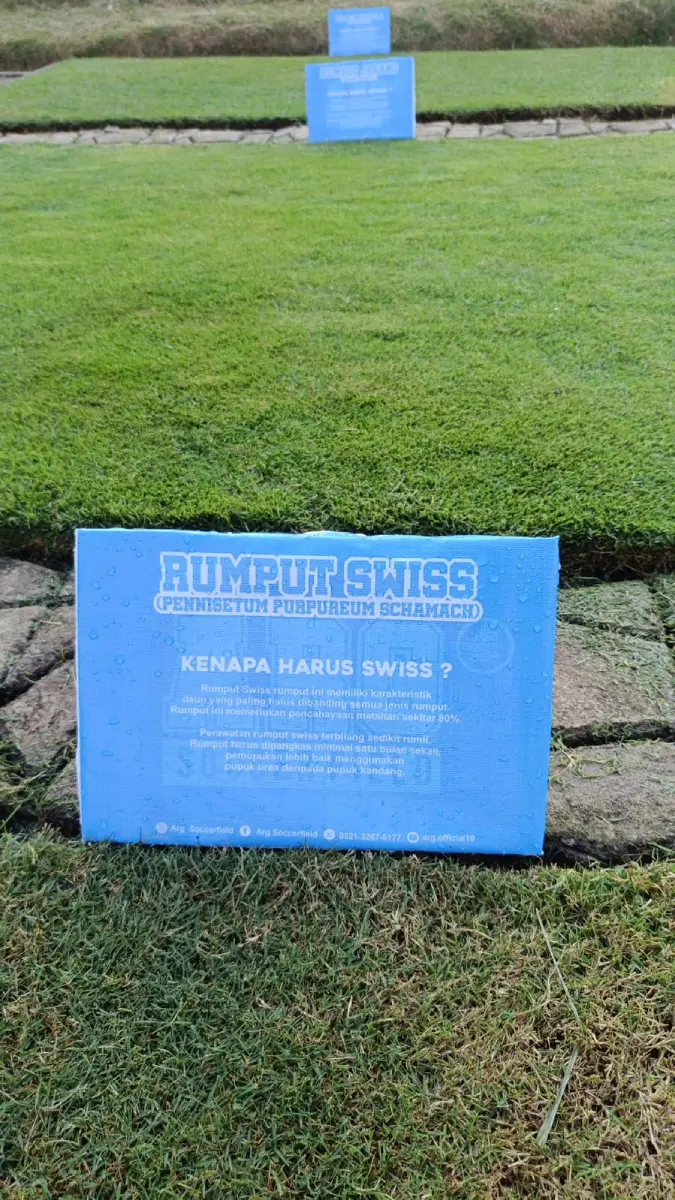 RUMPUT SWISS
(PENNISETUM PURPUREUM SCHAMACH)
KENAPA HARUS SWISS ?
Rumput Swiss rumput ini memiliki karakteristik
daun yang paling halus dibanding semua jenis rumput
Rumput ini memerlukan pencahayaan matahari sekitar 80%.
Perawatan rumput swiss terbilang sedikit rumit.
Rumput harus dipangkas minimal satu bulan sekali,
pemupukan lebih baik menggunakan
pupuk urea daripada pupuk kandang.
Arg_Soccerfield Arg Soccerfield 0821-3267-6177 arg.official18